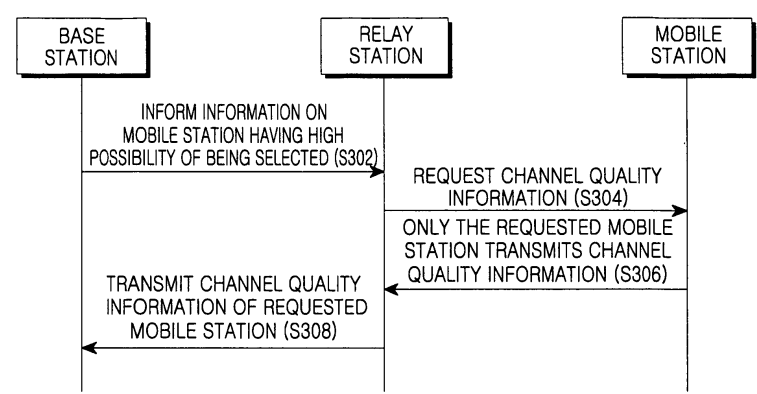 BASE
STATION
RELAY
STATION
MOBILE
STATION
INFORM INFORMATION ON
MOBILE STATION HAVING HIGH
POSSIBILITY OF BEING SELECTED (S302)
REQUEST CHANNEL QUALITY
INFORMATION (S304)
ONLY THE REQUESTED MOBILE
STATION TRANSMITS CHANNEL
QUALITY INFORMATION (S306)
TRANSMIT CHANNEL QUALITY
INFORMATION OF REQUESTED
MOBILE STATION (S308)